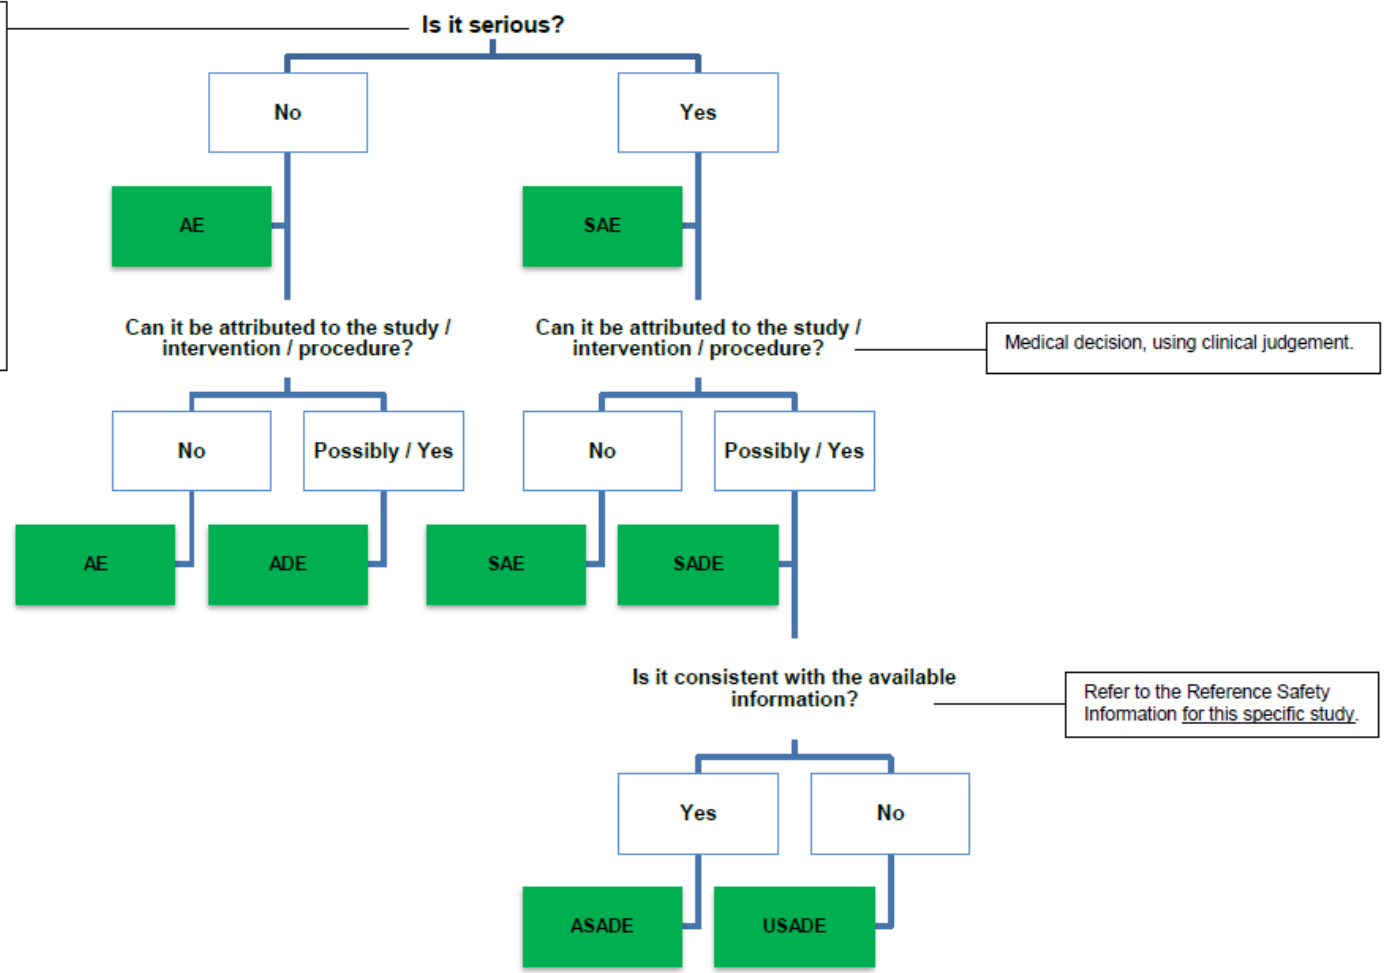 Is it serious?
No
Yes
AE
SAE
Can it be attributed to the study /
intervention / procedure?
Can it be attributed to the study /
intervention / procedure?
Medical decision, using clinical judgement.
No
Possibly / Yes
No
Possibly / Yes
AE
ADE
SAE
SADE
Is it consistent with the available
information?
Refer to the Reference Safety
Information for this specific study.
Yes
No
ASADE
USADE